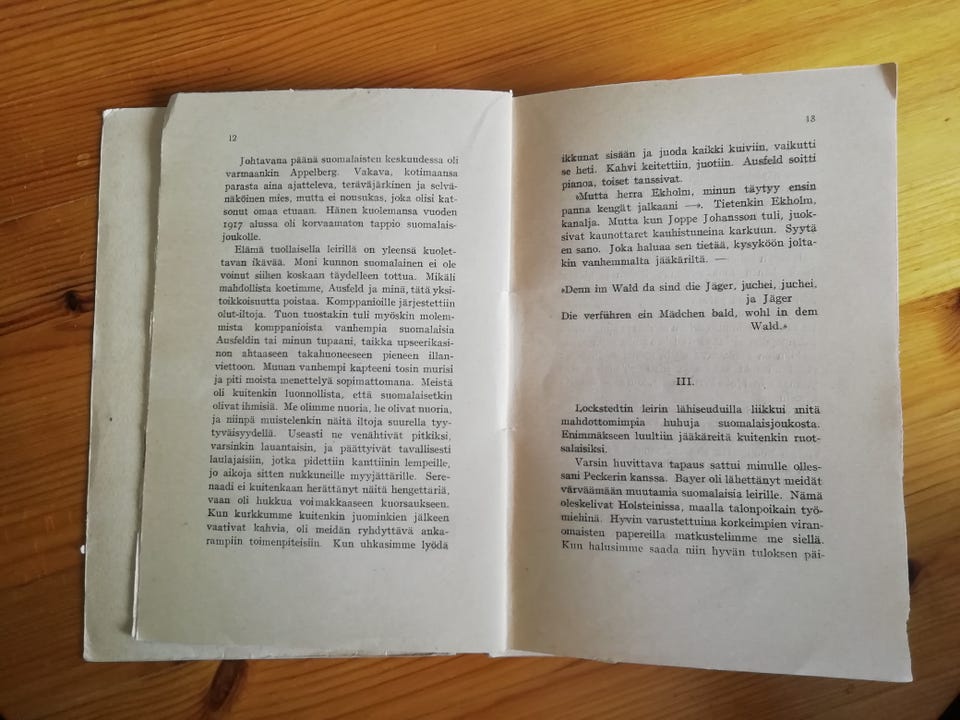 12
Johtavana päänä suomalaisten keskuudessa oli
varmaankin Appelberg. Vakava, kotimaansa
parasta aina ajatteleva, teräväjärkinen ja selvä-
näköinen mies, mutta ei nousukas, joka olisi kat-
sonut omaa etuaan. Hänen kuolemansa vuoden
1917 alussa oli korvaamaton tappio suomalais-
joukolle.
Elämä tuollaisella leirillä on yleensä kuolet-
tavan ikävää. Moni kunnon suomalainen ei ole
voinut siihen koskaan täydelleen tottua. Mikäli
mahdollista koetimme, Ausfeld ja minä, tätä yksi-
toikkoisnutta poistaa. Komppanioille järjestettiin
olut-iltoja. Tuon tuostakin tuli myöskin molem-
mista komppanioista vanhempia suomalaisia
Ausfeldin tai minun tupaani, taikka upseerikasi-
non ahtaaseen takahuoneeseen pieneen illan-
viettoon. Muuan vanhempi kapteeni tosin murisi
ja piti moista menettelyä sopimattomana. Meistä
oli kuitenkin luonnollista, että suomalaisetkin
olivat ihmisiä. Me olimme nuoria, he olivat nuoria,
ja niinpä muistelenkin näitä iltoja suurella tyy-
tyväisyydellä. Useasti ne venähtivät pitkiksi,
varsinkin lauantaisin, ja päättyivät tavallisesti
laulajaisiin, jotka pidettiin kanttiinin lempeille,
jo aikoja sitten nukkuneille myyjättärille. Sere-
naadi ei kuitenkaan herättänyt näitä hengettäriä,
vaan oli hukkua voimakkaaseen kuorsaukseen.
Kun kurkkumme kuitenkin juominkien jälkeen
vaativat kahvia, oli meidän ryhdyttävä anka-
rampiin toimenpiteisiin. Kun uhkasimme lyödä
13
ikkunat sisään ja juoda kaikki kuiviin, vaikutti
se heti. Kahvi keitettiin, juotiin. Ausfeld soitti
pianoa, toiset tanssivat.
»Mutta herra Ekholm, minun täytyy ensin
panna kengät jalkaani —». Tietenkin Ekholm,
kanalja. Mutta kun Joppe Johansson tuli, juok-
sivat kaunottaret kauhistuneina karkuun. Syytä
en sano. Joka haluaa sen tietää, kysyköön jolta-
kin vanhemmalta jääkäriltä. —
»Denn im Wald da sind die Jäger, juchei, juchei,
ja Jäger
Die verführen ein Mädchen bald, wohl in dem
Wald.»
III.
Lockstedtin leirin lähiseuduilla liikkui mitä
mahdottomimpia huhuja suomalaisjoukosta.
Enimmäkseen luultiin jääkäreitä kuitenkin ruot-
salaisiksi.
Varsin huvittava tapaus sattui minulle olles-
sani Peckerin kanssa. Bayer oli lähettänyt meidät
värväämään muutamia suomalaisia leirille. Nämä
oleskelivat Holsteinissa, maalla talonpoikain työ-
miehinä. Hyvin varustettuina korkeimpien viran-
omaisten papereilla matkustelimme me siellä.
Kun halusimme saada niin hyvän tuloksen päi-